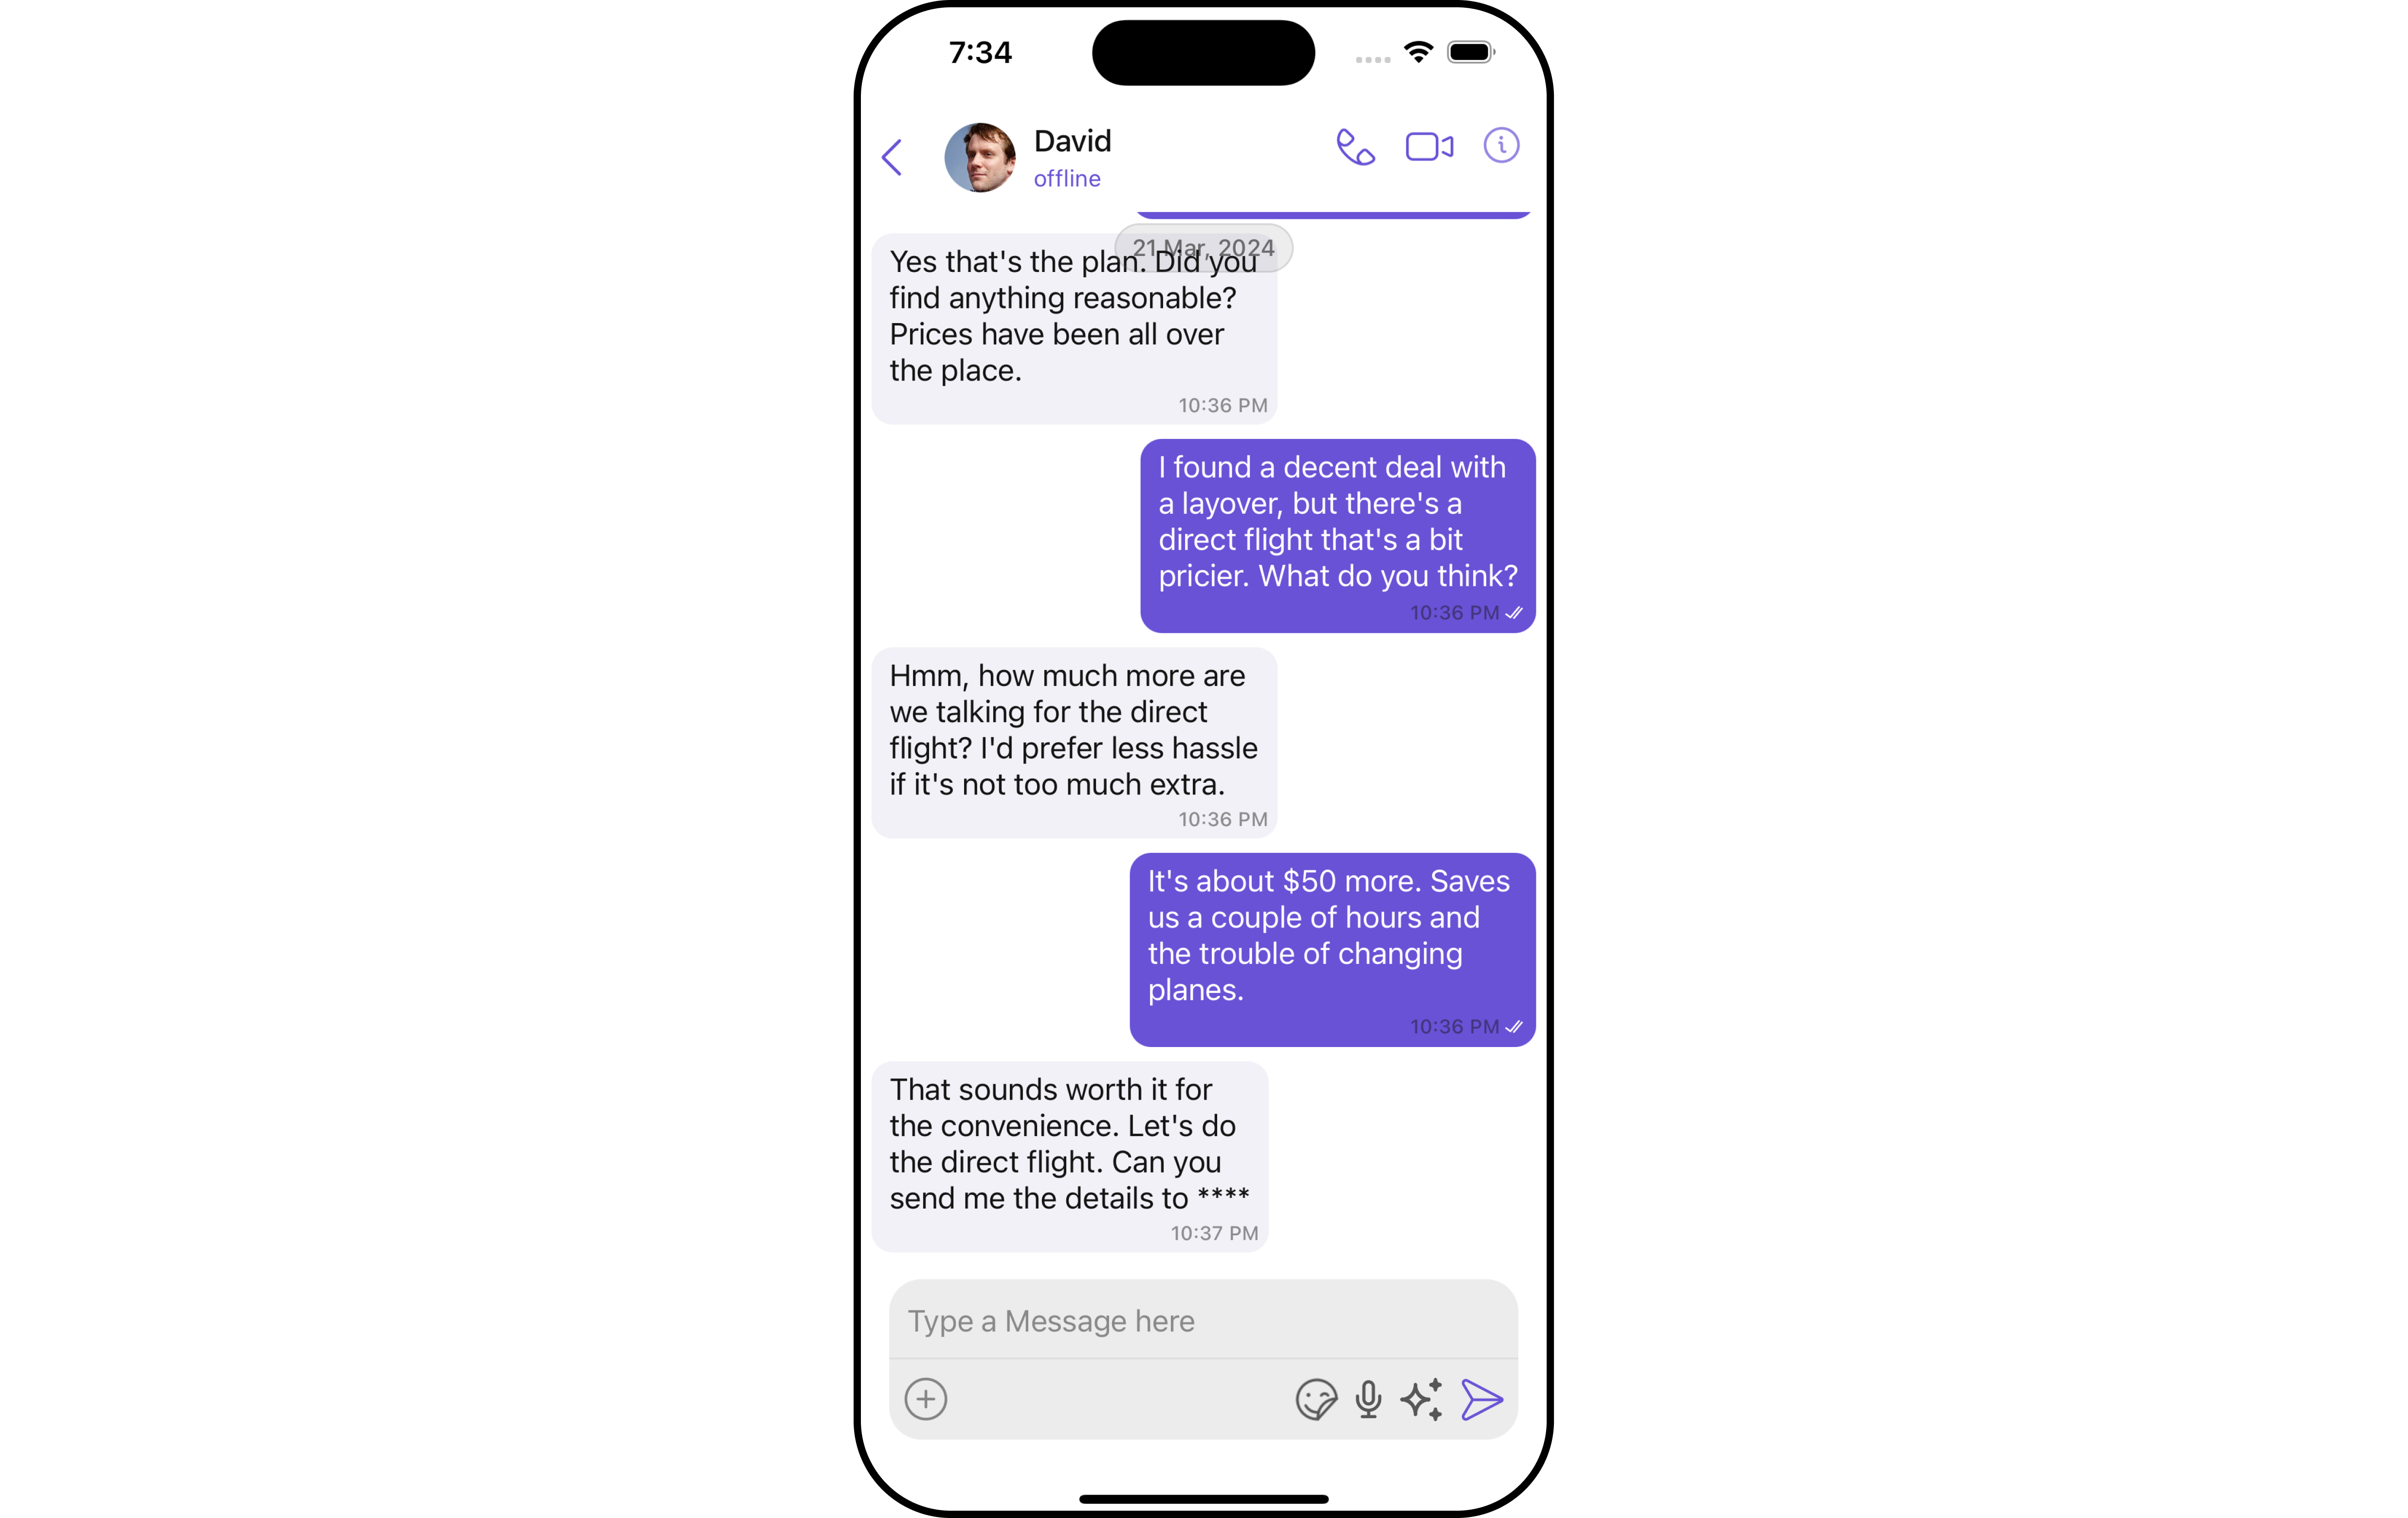 7:34
David
offline
21 Mar, 2024
Yes that's the plan. Did you
find anything reasonable?
Prices have been all over
the place.
10:36 PM
I found a decent deal with
a layover, but there's a
direct flight that's a bit
pricier. What do you think?
10:36 PM
Hmm, how much more are
we talking for the direct
flight? I'd prefer less hassle
if it's not too much extra.
10:36 PM
It's about $50 more. Saves
us a couple of hours and
the trouble of changing
planes.
10:36 PM
That sounds worth it for
the convenience. Let's do
the direct flight. Can you
send me the details to ****
10:37 PM
Type a Message here